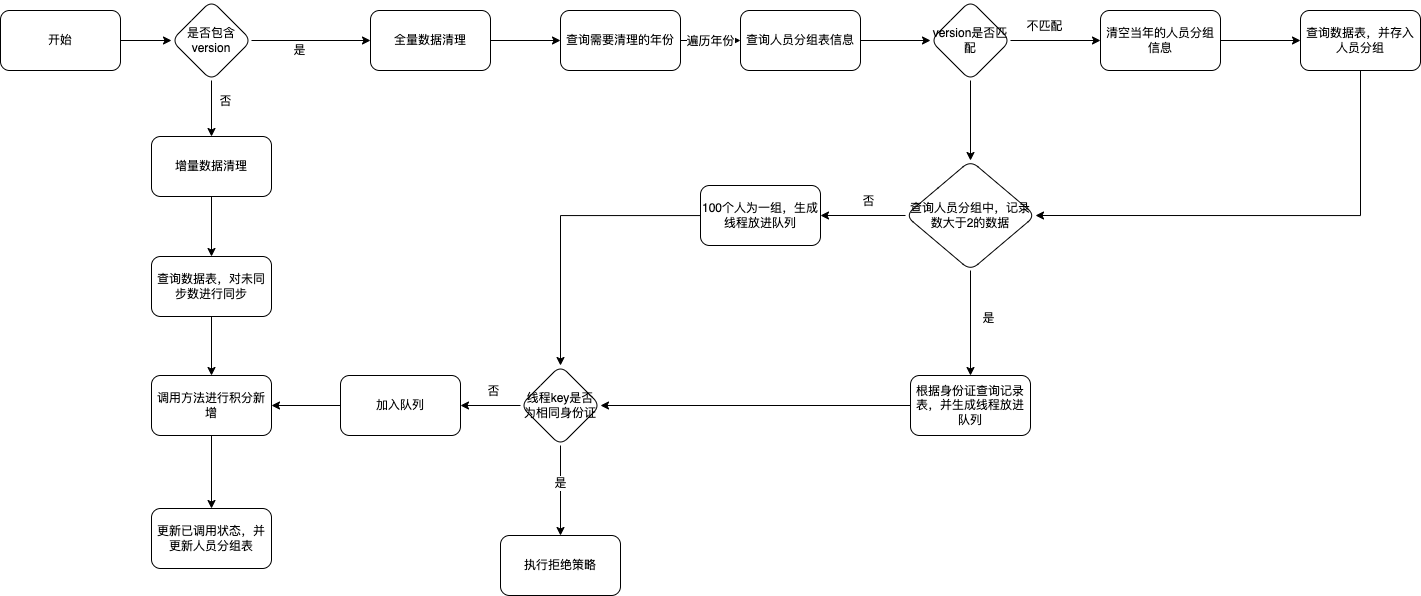 开始
是否包含
version
是
全量数据清理
查询需要清理的年份
遍历年份
查询人员分组表信息
version是否匹
配
不匹配
清空当年的人员分组
信息
查询数据表，并存入
人员分组
否
增量数据清理
100个人为一组，生成
线程放进队列
否
查询人员分组中，记录
数大于2的数据
查询数据表，对未同
步数进行同步
是
调用方法进行积分新
增
加入队列
否
线程key是否
为相同身份证
根据身份证查询记录
表，并生成线程放进
队列
是
更新已调用状态，并
更新人员分组表
执行拒绝策略